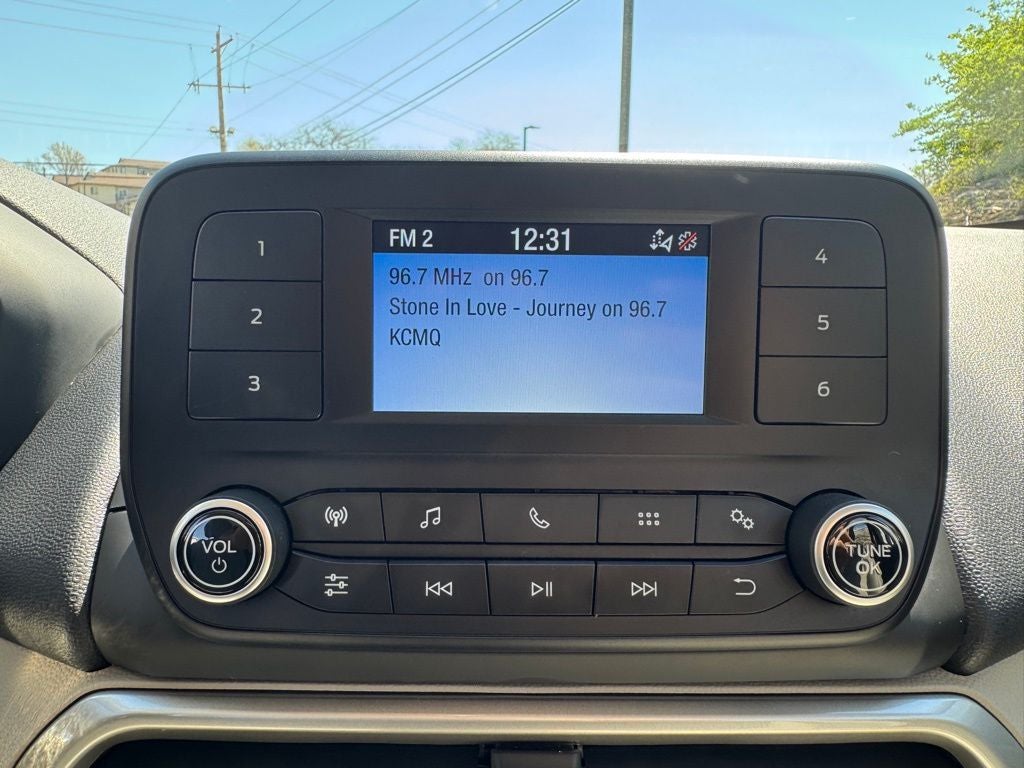 FM 2 12:31
96.7 MHz on 96.7
Stone In Love - Journey on 96.7
KCMQ
1
2
3
4
5
6
VOL
TUNE
OK